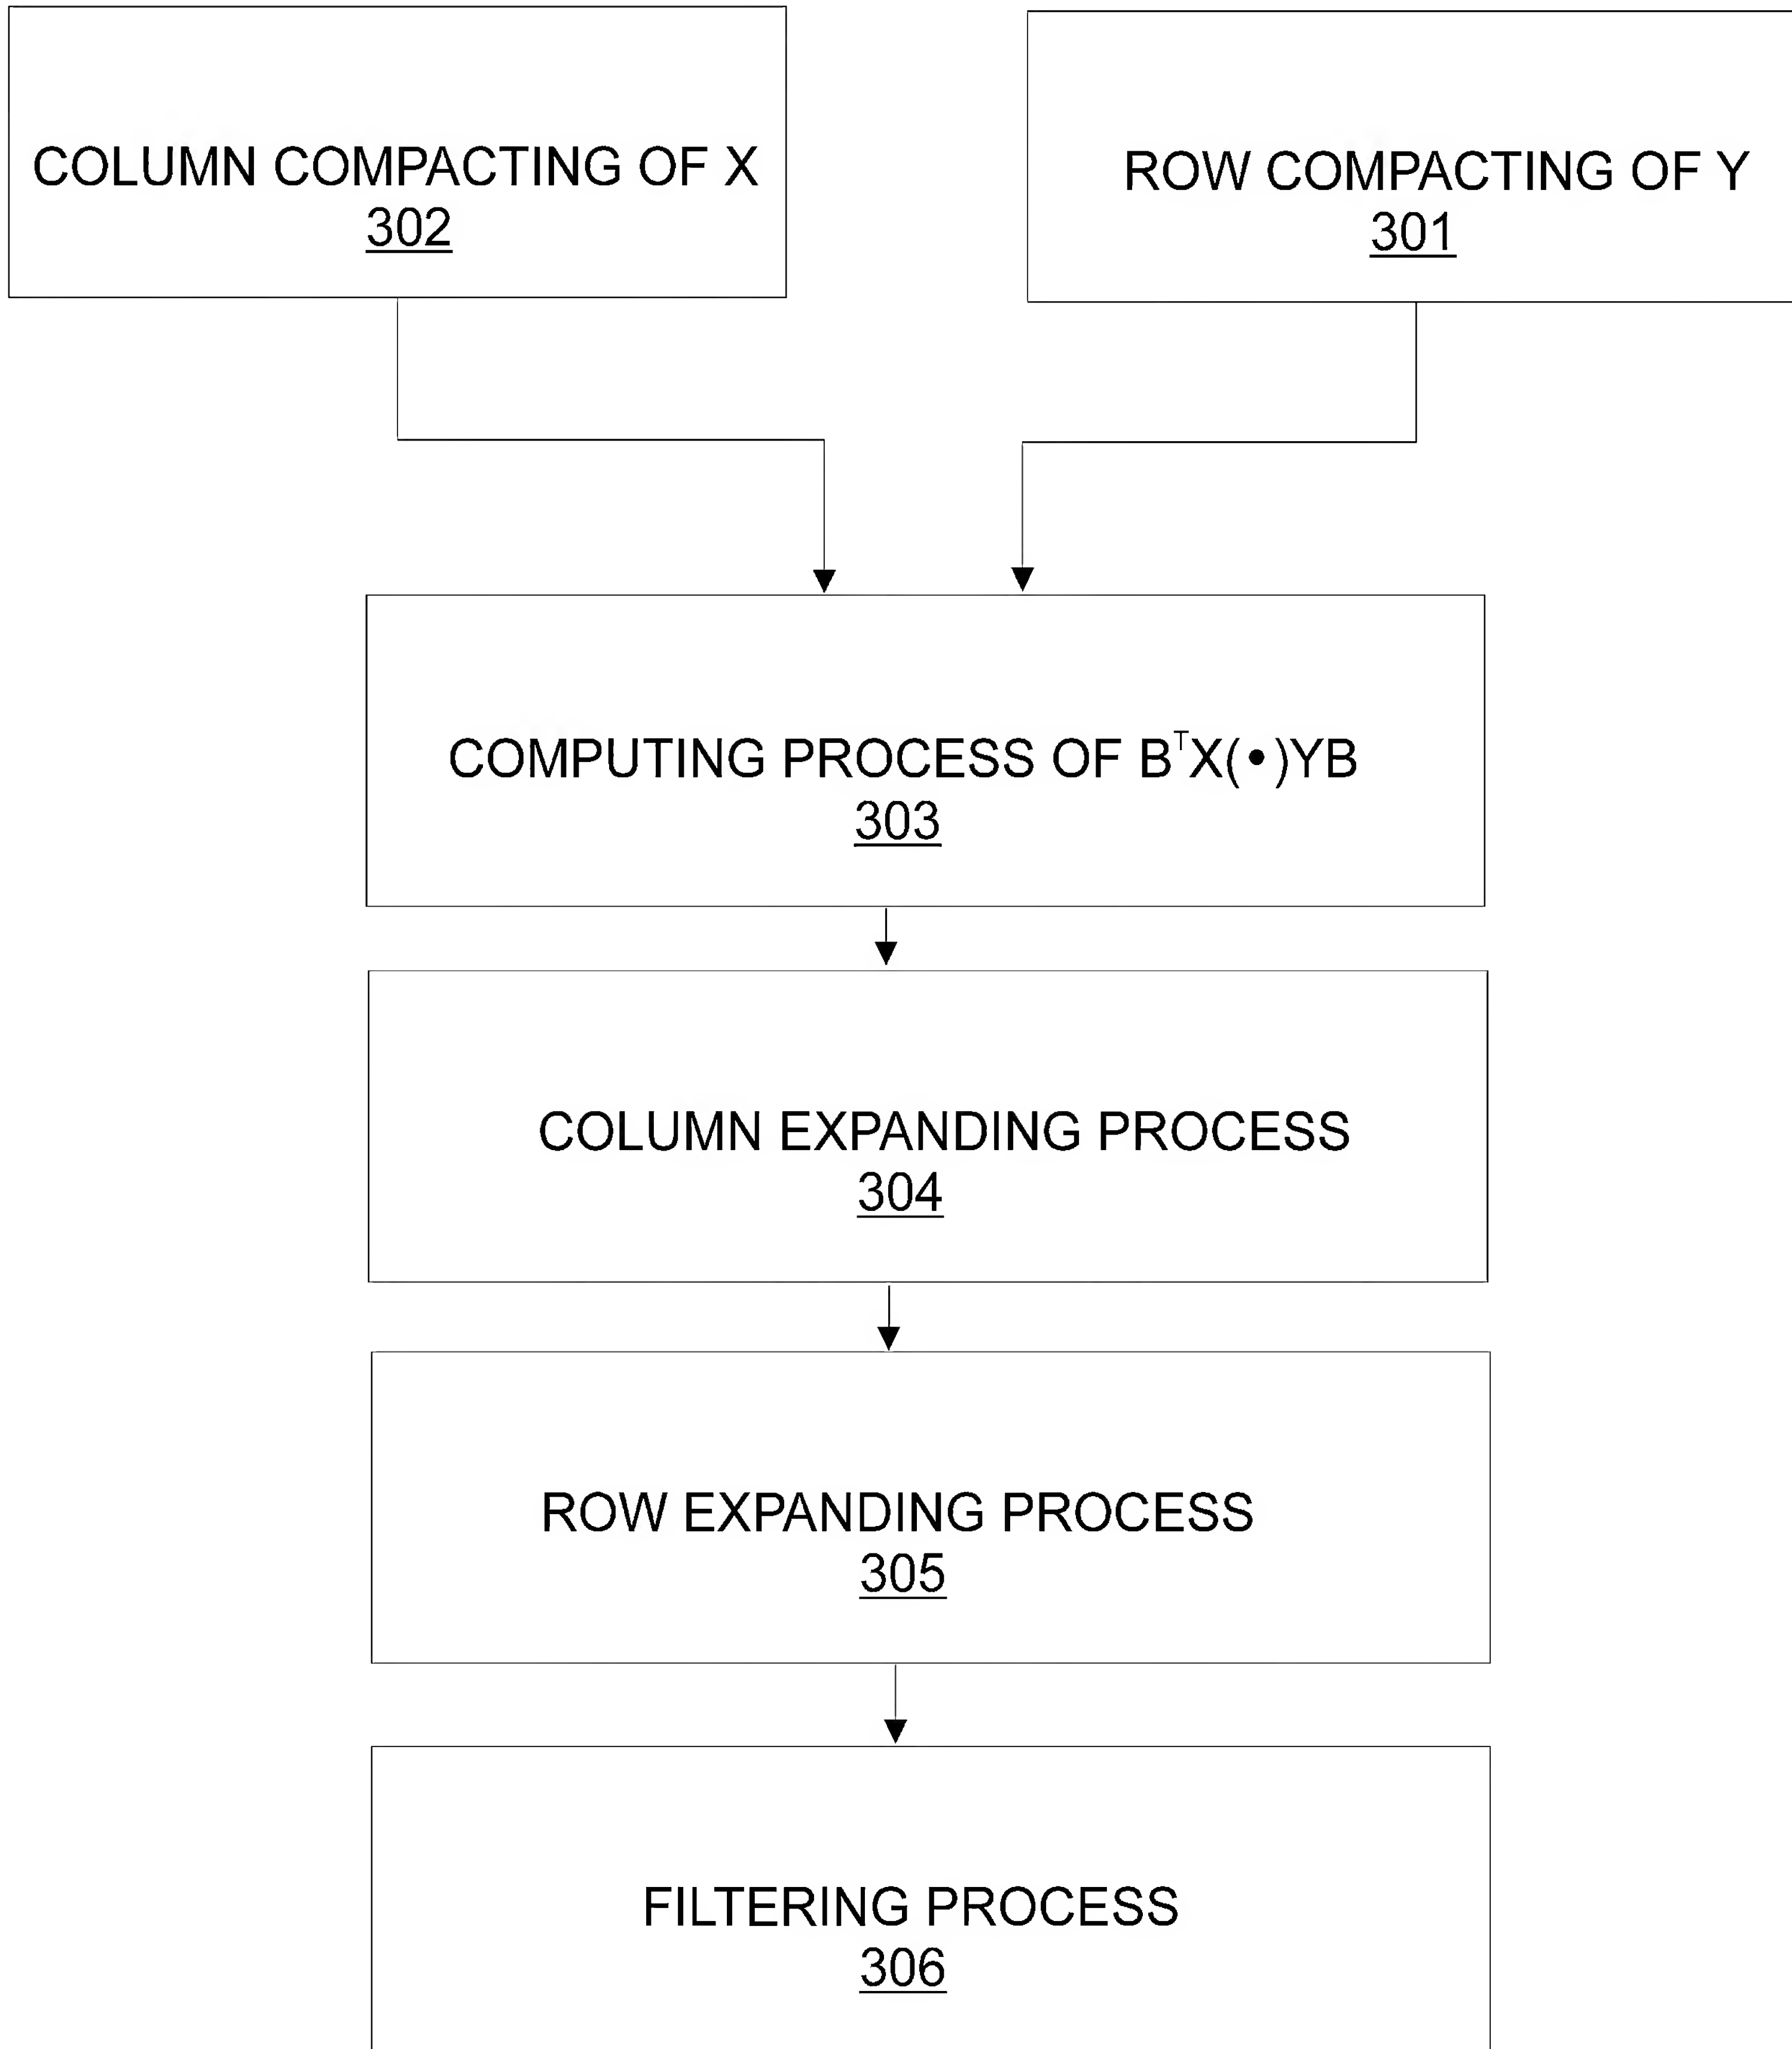 COLUMN COMPACTING OF X
302
ROW COMPACTING OF Y
301
COMPUTING PROCESS OF BᵀX(•)YB
303
COLUMN EXPANDING PROCESS
304
ROW EXPANDING PROCESS
305
FILTERING PROCESS
306